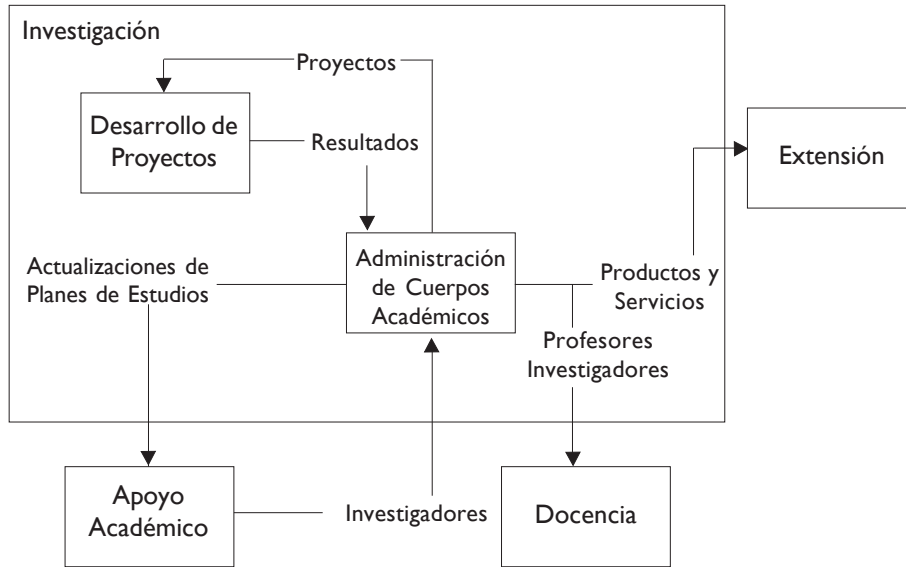 Investigación
Proyectos
Desarrollo de
Proyectos
Resultados
Extensión
Actualizaciones de
Planes de Estudios
Administración
de Cuerpos
Académicos
Productos y
Servicios
Profesores
Investigadores
Apoyo
Académico
Investigadores
Docencia